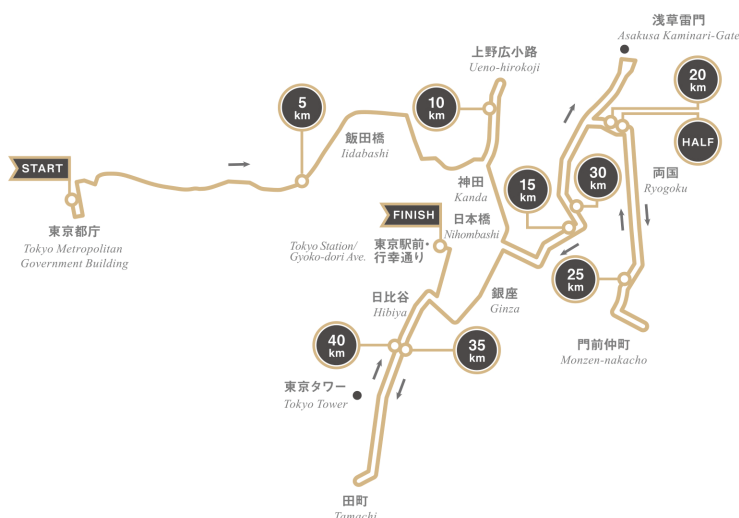 START
東京都庁
Tokyo Metropolitan
Government Building
5
km
飯田橋
Iidabashi
10
km
上野広小路
Ueno-hirokoji
神田
Kanda
日本橋
Nihombashi
15
km
浅草雷門
Asakusa Kaminari-Gate
20
km
HALF
両国
Ryogoku
25
km
門前仲町
Monzen-nakacho
30
km
銀座
Ginza
日比谷
Hibiya
35
km
東京タワー
Tokyo Tower
田町
Tamachi
40
km
FINISH
東京駅前・
行幸通り
Tokyo Station/
Gyoko-dori Ave.